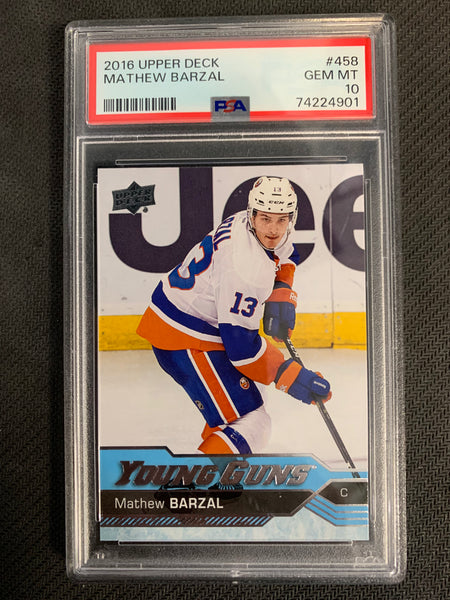 2016 UPPER DECK #458
MATHEW BARZAL GEM MT
10
PSA 74224901
UPPER DECK
Jee
13
13
YOUNG GUNS
Mathew BARZAL C